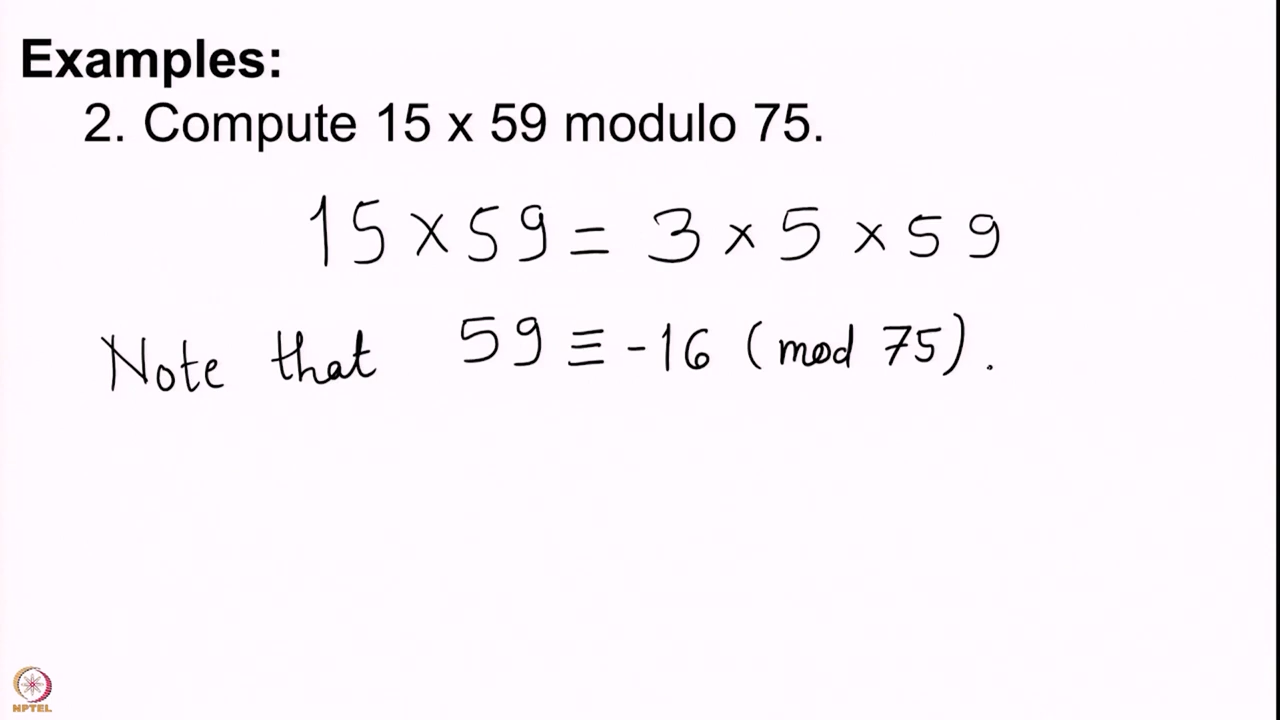 Examples:
2. Compute 15 x 59 modulo 75.
15 × 59 = 3 × 5 × 59
Note that 59 ≡ -16 (mod 75).
NPTEL